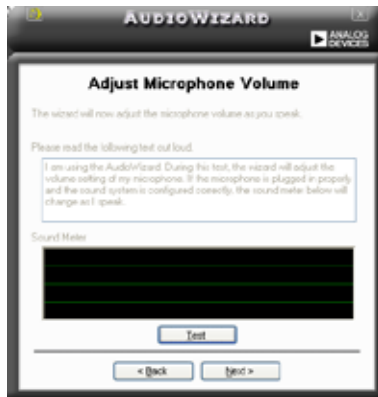 AUDIOWIZARD
ANALOG
DEVICES
Adjust Microphone Volume
The wizard will now adjust the microphone volume as you speak.
Please read the following text out loud.
I am using the AudioWizard. During this test, the wizard will adjust the
volume setting of my microphone. If the microphone is plugged in properly
and the sound system is configured correctly, the sound meter below will
change as I speak.
Sound Meter
Test
< Back
Next >